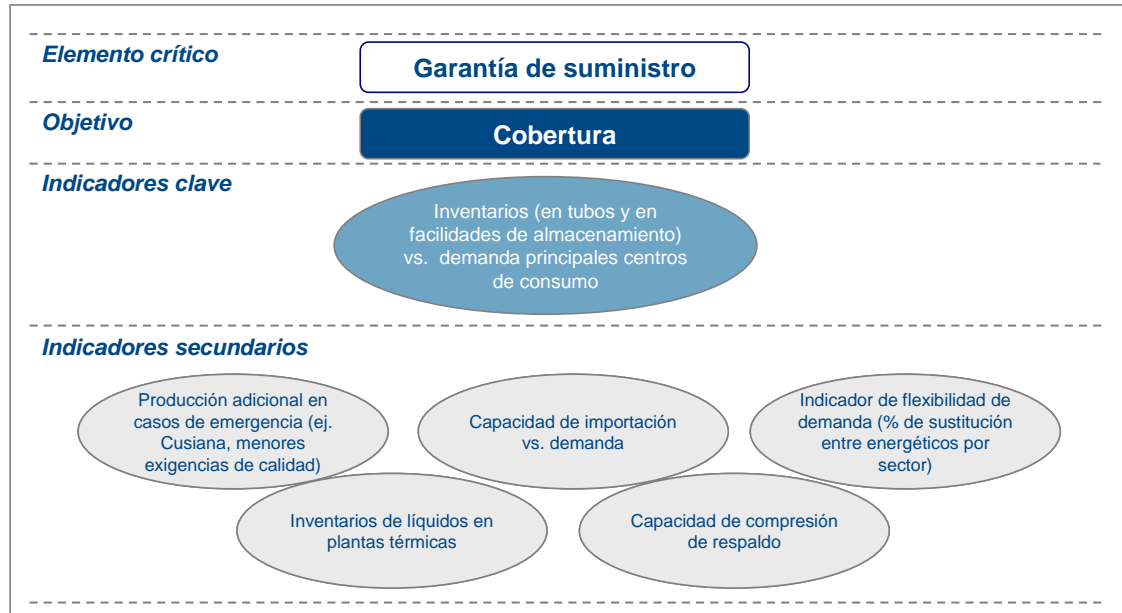 Elemento crítico
Garantía de suministro
Objetivo
Cobertura
Indicadores clave
Inventarios (en tubos y en
facilidades de almacenamiento)
vs. demanda principales centros
de consumo
Indicadores secundarios
Producción adicional en
casos de emergencia (ej.
Cusiana, menores
exigencias de calidad)
Capacidad de importación
vs. demanda
Indicador de flexibilidad de
demanda (% de sustitución
entre energéticos por
sector)
Inventarios de líquidos en
plantas térmicas
Capacidad de compresión
de respaldo